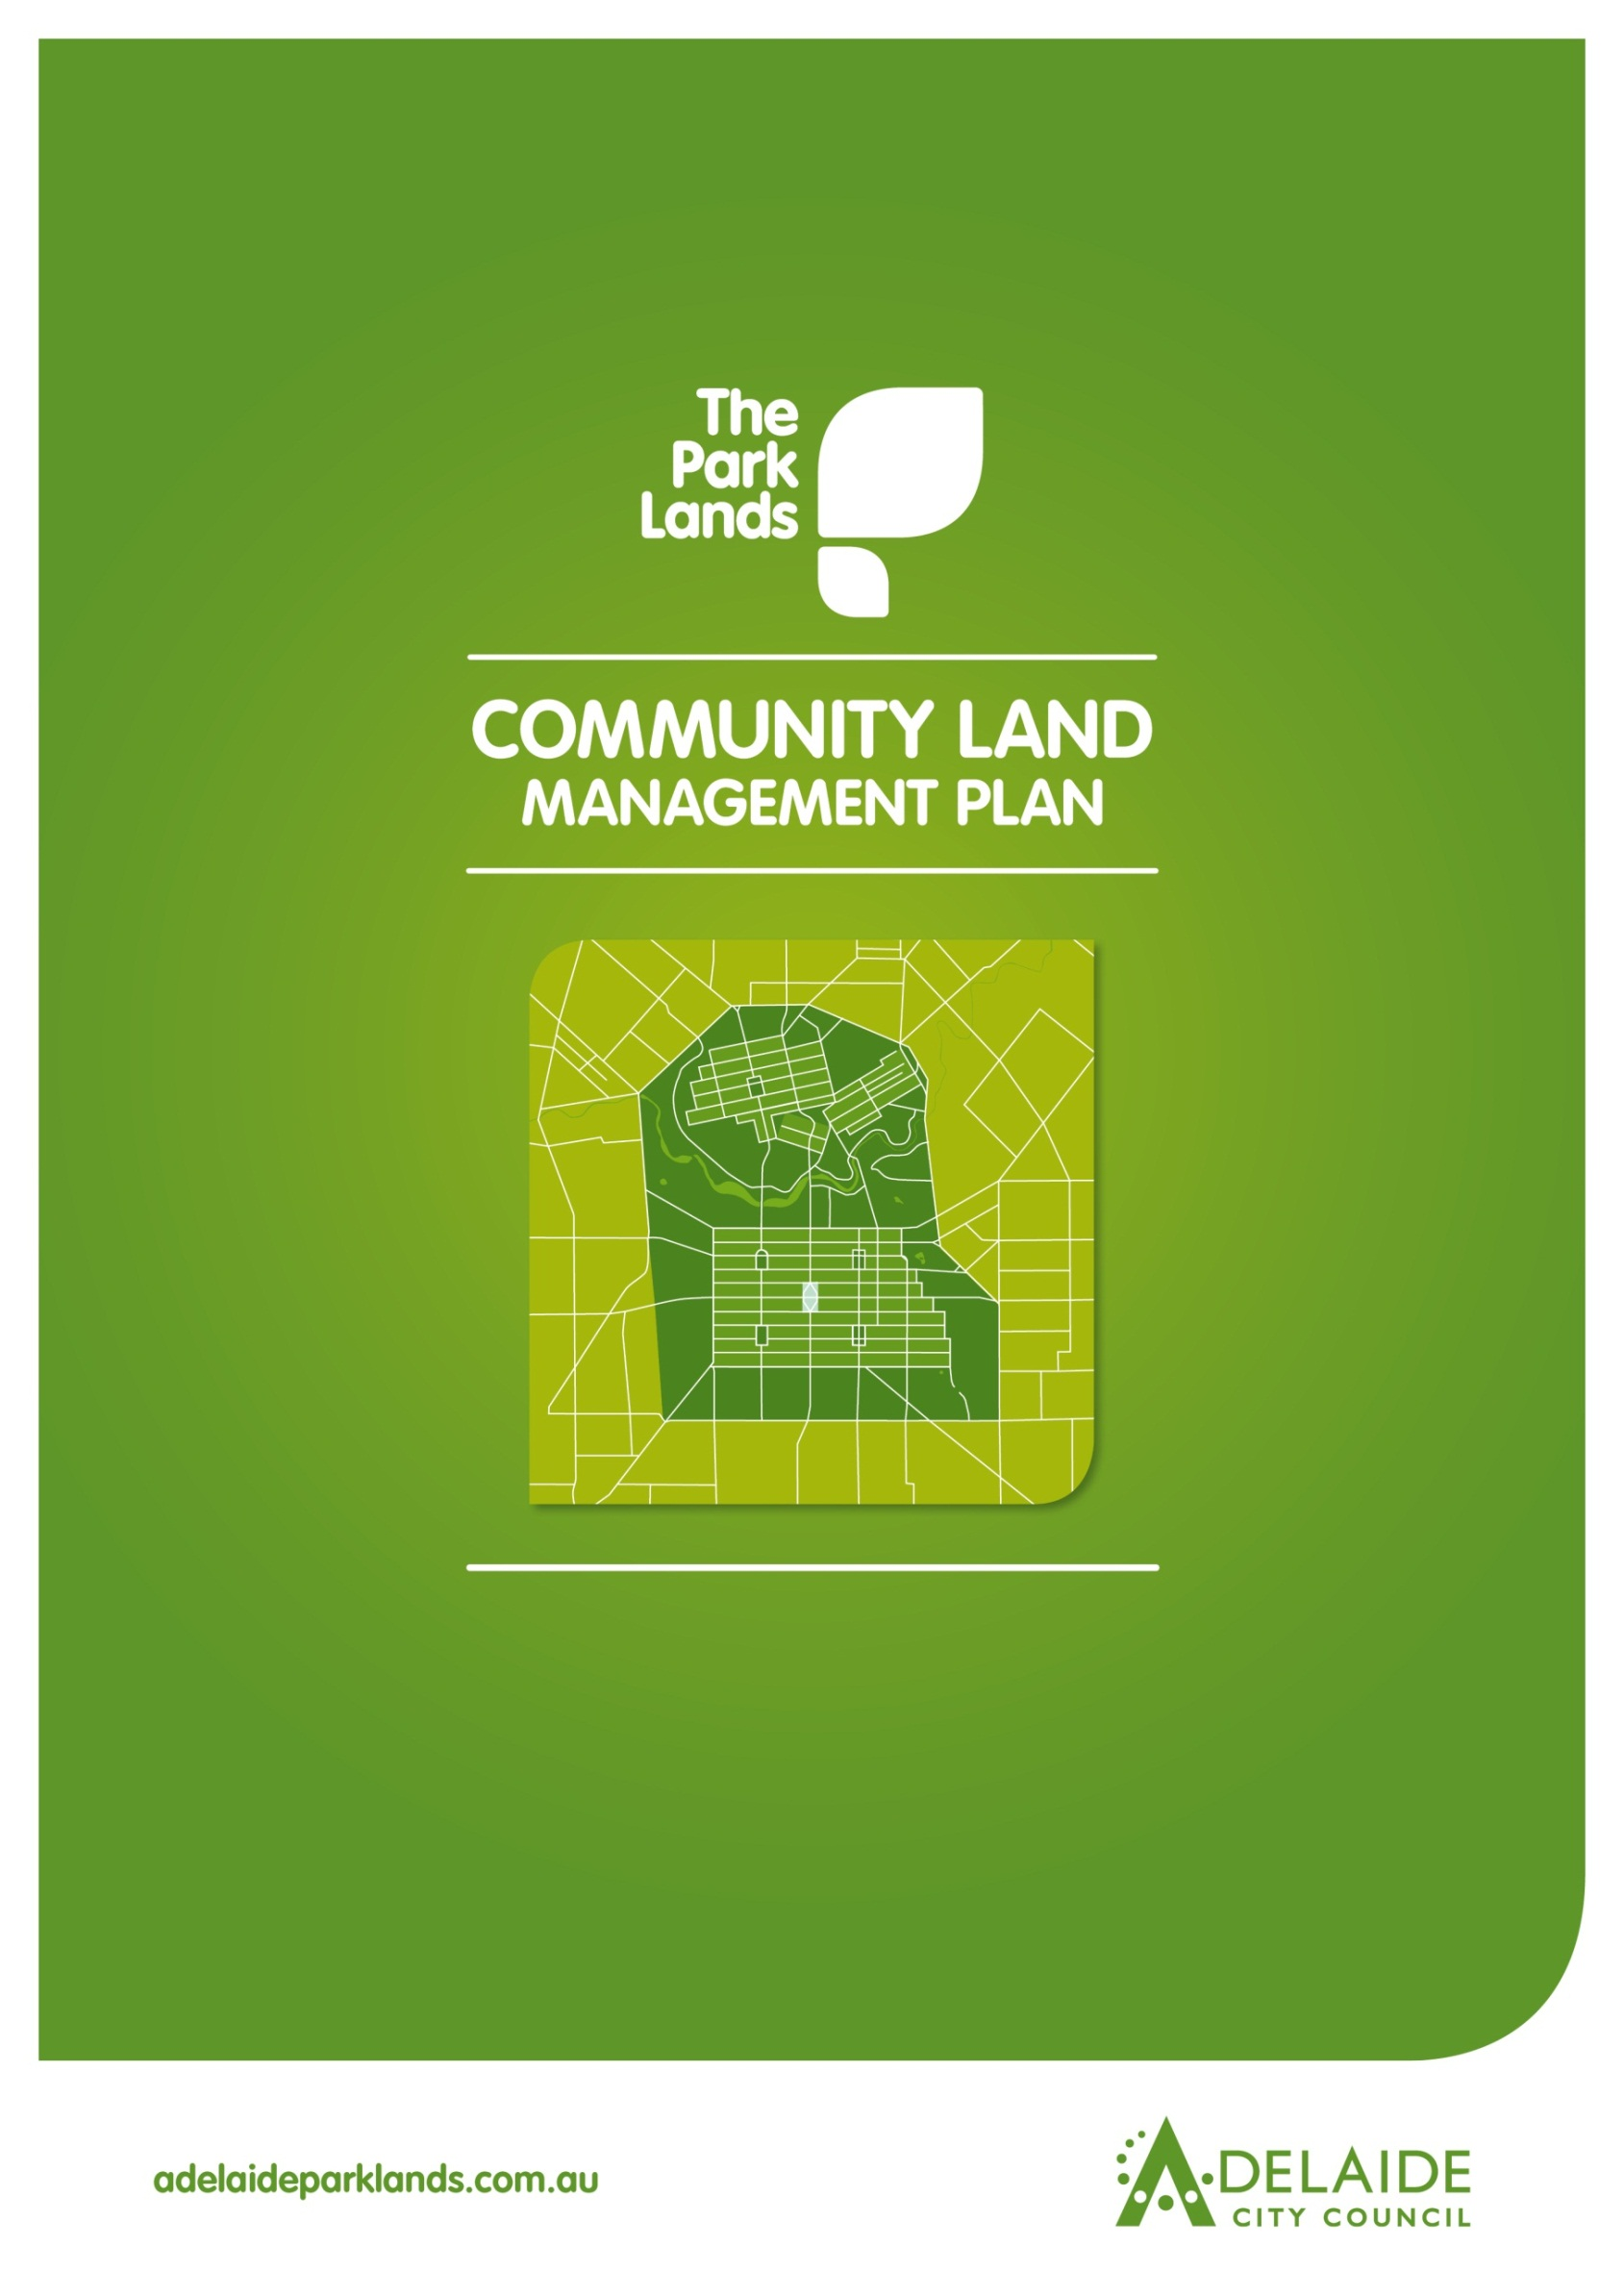 The
Park
Lands
COMMUNITY LAND
MANAGEMENT PLAN
adelaideparklands.com.au
ADELAIDE
CITY COUNCIL